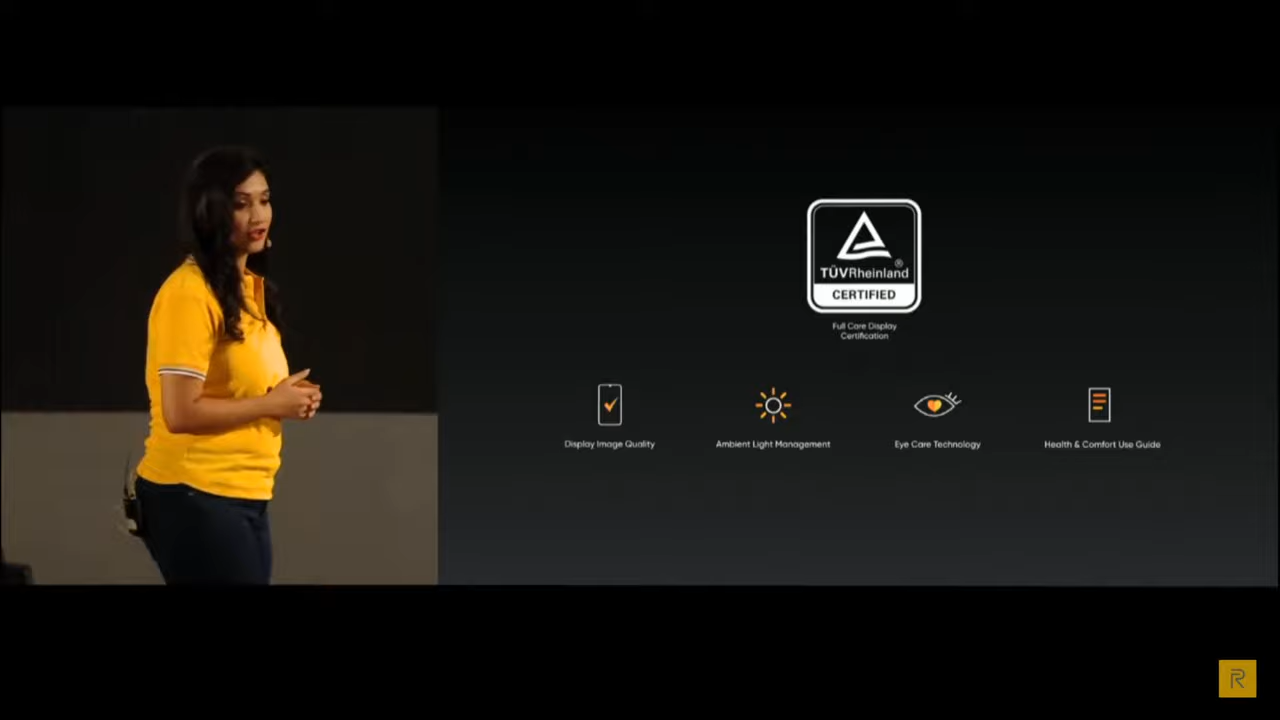 TÜVRheinland
®
CERTIFIED
Full Care Display
Certification
Display Image Quality
Ambient Light Management
Eye Care Technology
Health & Comfort Use Guide
R